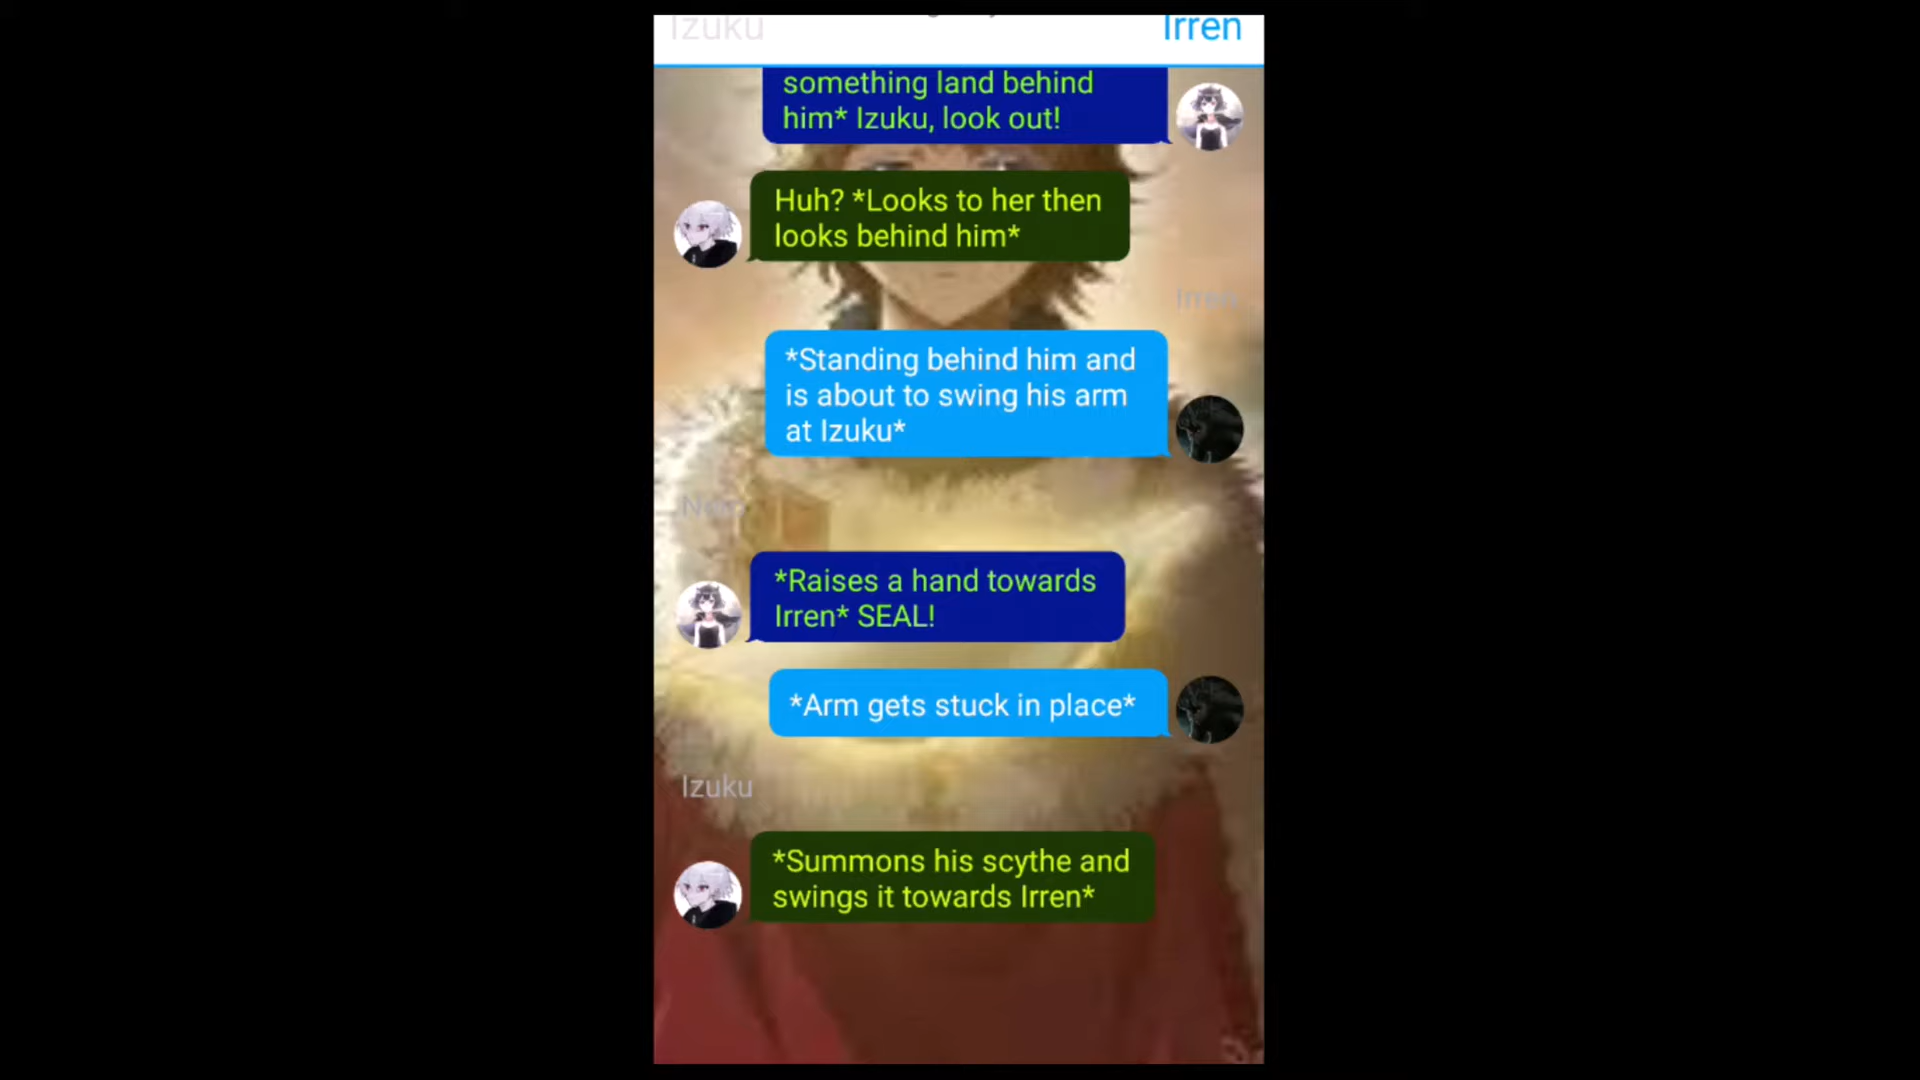 Izuku
Irren
something land behind
him* Izuku, look out!
Huh? *Looks to her then
looks behind him*
Irren
*Standing behind him and
is about to swing his arm
at Izuku*
*Raises a hand towards
Irren* SEAL!
*Arm gets stuck in place*
Izuku
*Summons his scythe and
swings it towards Irren*